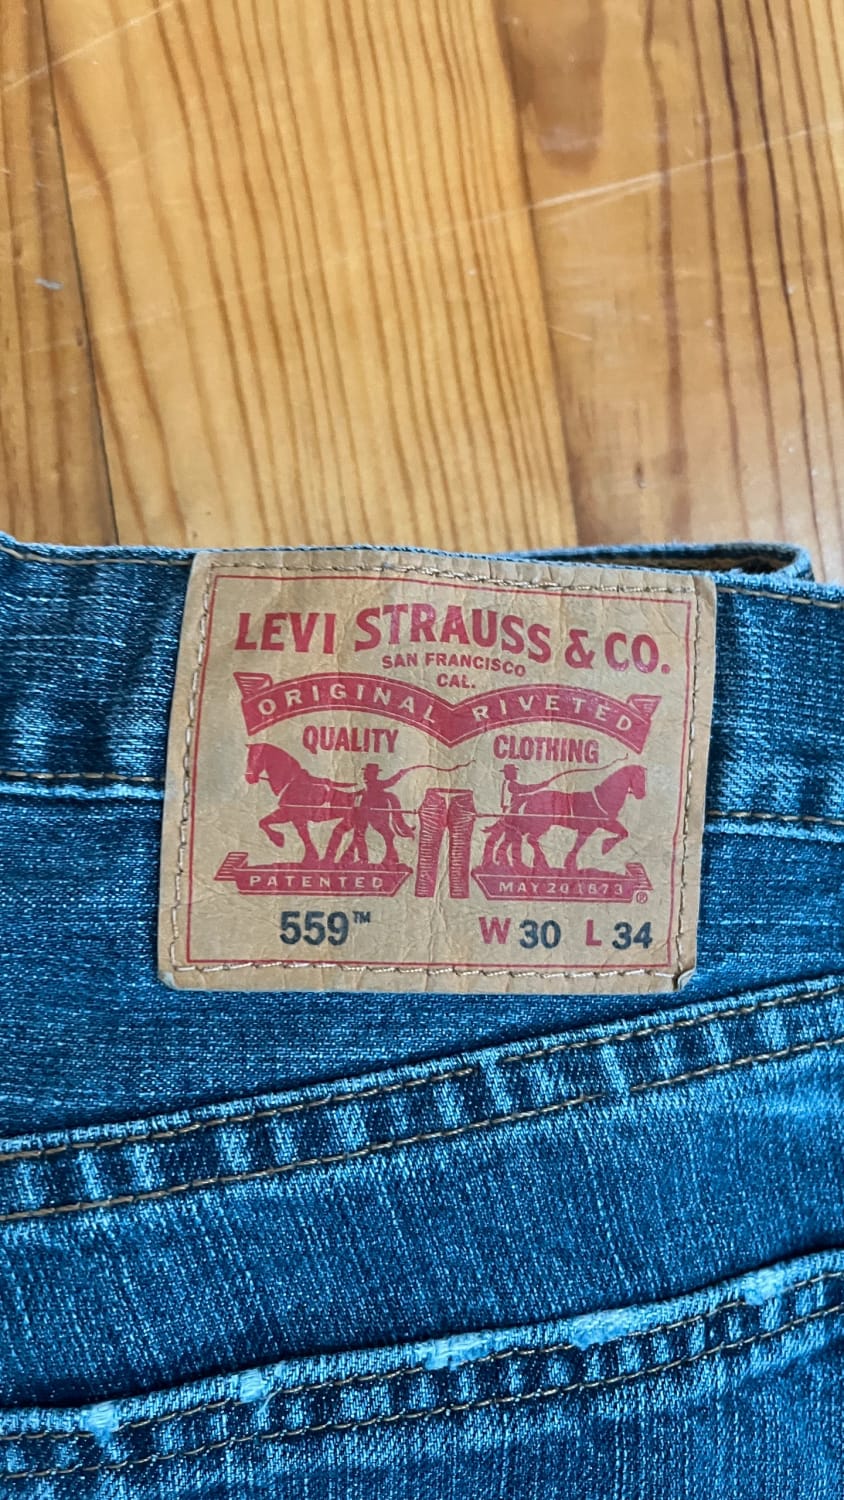 LEVI STRAUSS & CO.
SAN FRANCISCO
CAL.
ORIGINAL RIVETED
QUALITY CLOTHING
PATENTED MAY 20 1873 ®
559™ W 30 L 34